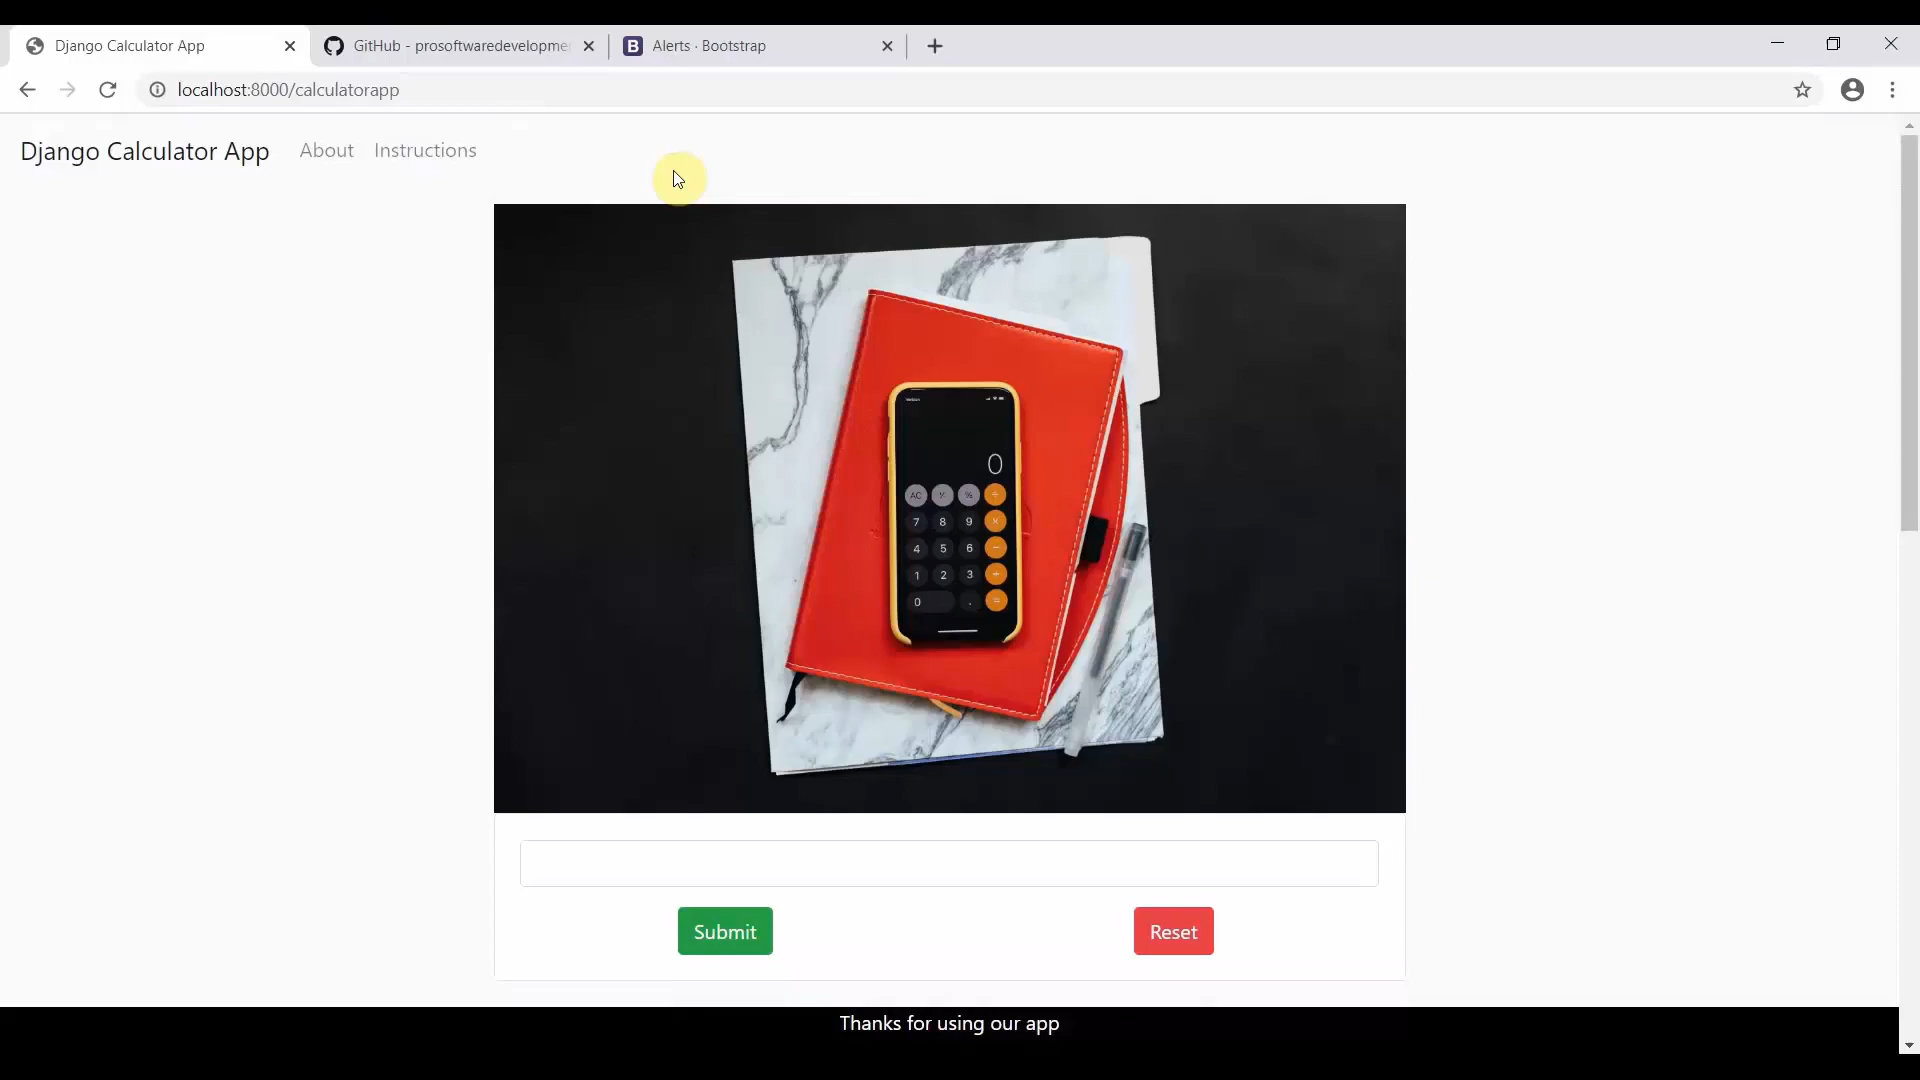 Django Calculator App
GitHub - prosoftwaredevelopme
Alerts · Bootstrap
localhost:8000/calculatorapp
Django Calculator App
About
Instructions
0
AC
%
÷
7
8
9
×
4
5
6
−
1
2
3
+
0
.
=
Submit
Reset
Thanks for using our app